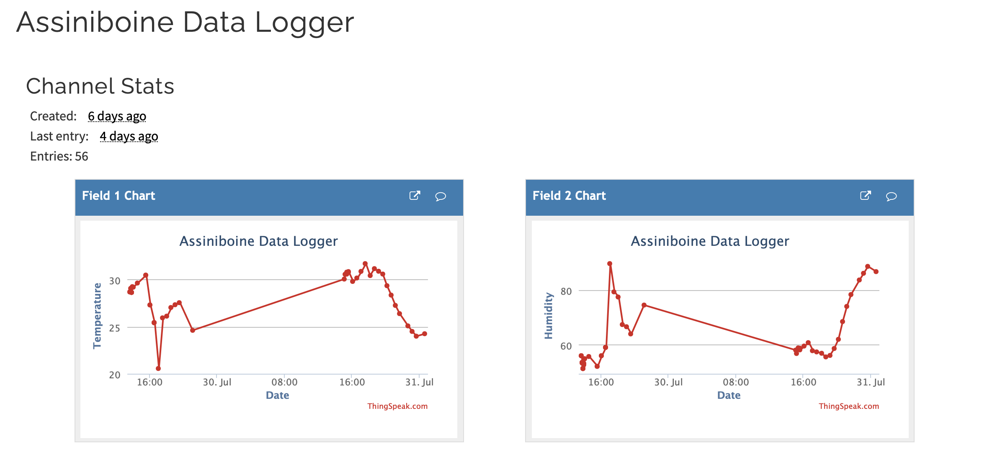 Assiniboine Data Logger
Channel Stats
Created: 6 days ago
Last entry: 4 days ago
Entries: 56
Field 1 Chart
Assiniboine Data Logger
Temperature
30
25
20
16:00 30. Jul 08:00 16:00 31. Jul
Date
ThingSpeak.com
Field 2 Chart
Assiniboine Data Logger
Humidity
80
60
16:00 30. Jul 08:00 16:00 31. Jul
Date
ThingSpeak.com